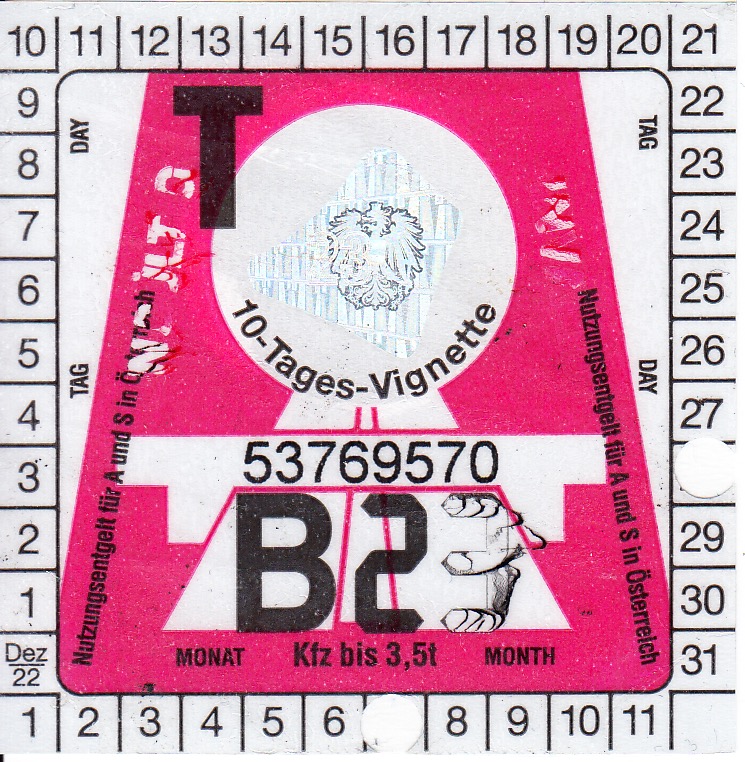 10 11 12 13 14 15 16 17 18 19 20 21
9 22
8 23
7 24
6 25
5 26
4 27
3
2 29
1 30
Dez 22 31
1 2 3 4 5 6 8 9 10 11
DAY
TAG
TAG
DAY
T
10-Tages-Vignette
Nutzungsentgelt für A und S in
Nutzungsentgelt für A und S in Österreich
53769570
B23
MONAT Kfz bis 3,5t MONTH